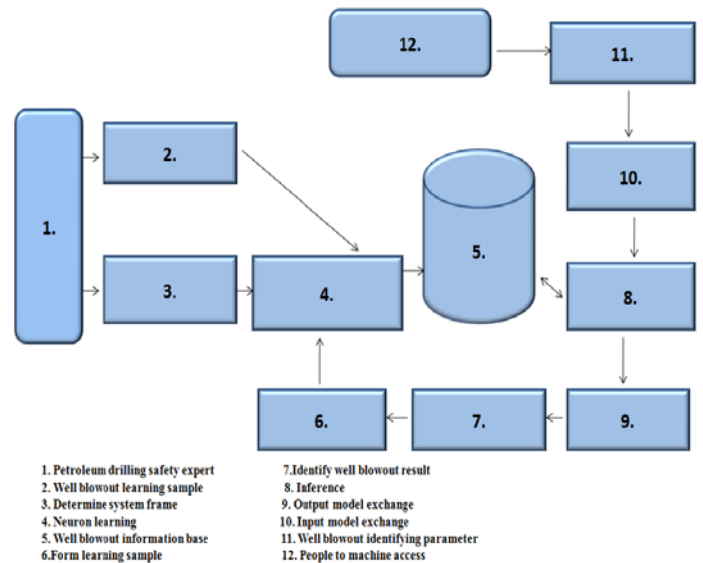 12.
11.
2.
10.
1.
5.
3.
4.
8.
6.
7.
9.
1. Petroleum drilling safety expert
2. Well blowout learning sample
3. Determine system frame
4. Neuron learning
5. Well blowout information base
6.Form learning sample
7.Identify well blowout result
8. Inference
9. Output model exchange
10.Input model exchange
11. Well blowout identifying parameter
12. People to machine access